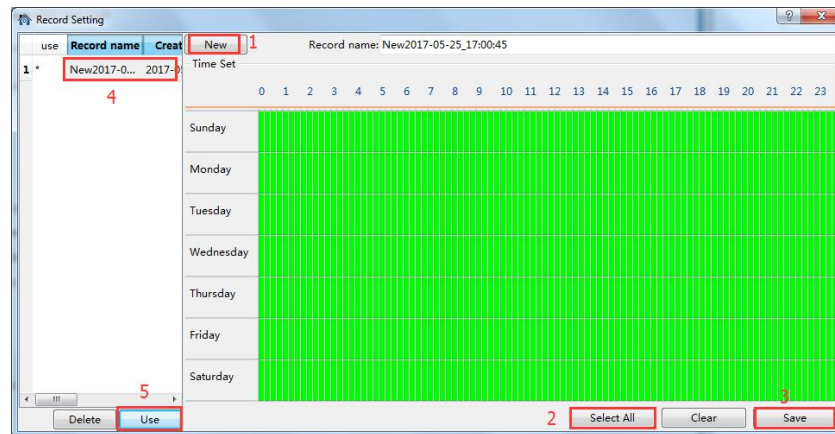 Record Setting
use Record name Creat New 1 Record name: New2017-05-25_17:00:45
1 * New2017-0... 2017-05 Time Set
4
0 1 2 3 4 5 6 7 8 9 10 11 12 13 14 15 16 17 18 19 20 21 22 23
Sunday
Monday
Tuesday
Wednesday
Thursday
Friday
Saturday
5 3
Delete Use 2 Select All Clear Save